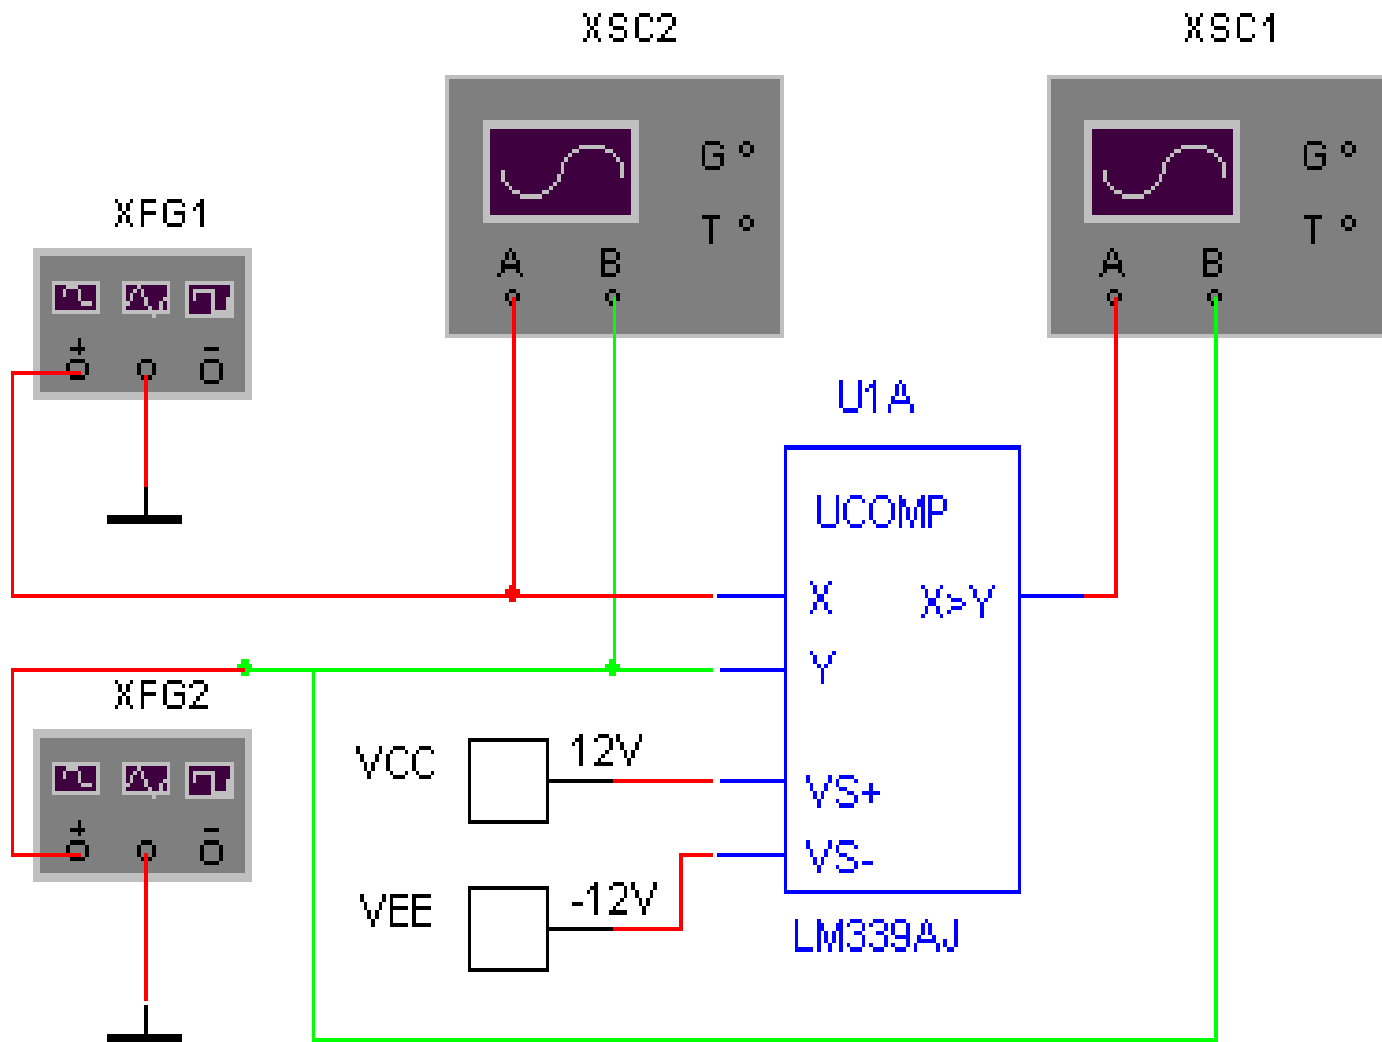 XSC2
XSC1
G
T
A
B
G
T
A
B
XFG1
+
−
U1A
UCOMP
X
X>Y
Y
VS+
VS-
LM339AJ
XFG2
+
−
VCC
12V
VEE
-12V